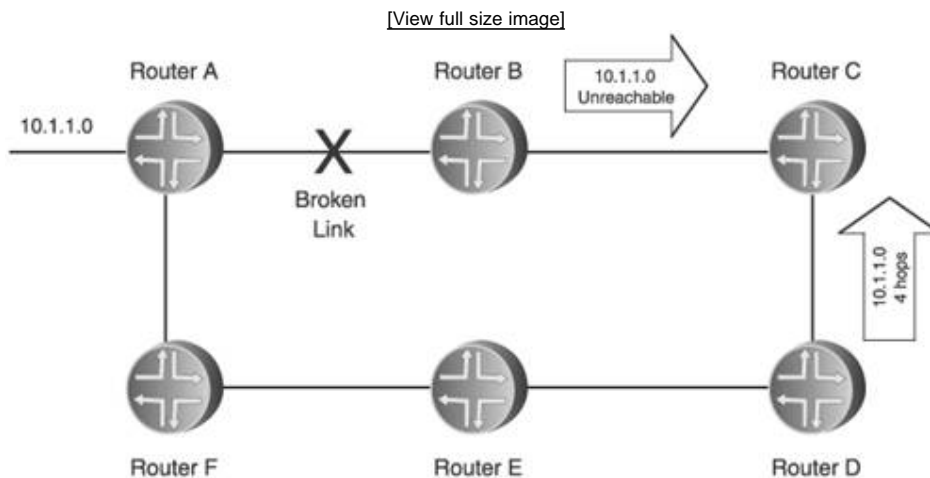 [View full size image]
Router A
Router B
10.1.1.0
Unreachable
Router C
10.1.1.0
Broken
Link
10.1.1.0
4 hops
Router F
Router E
Router D